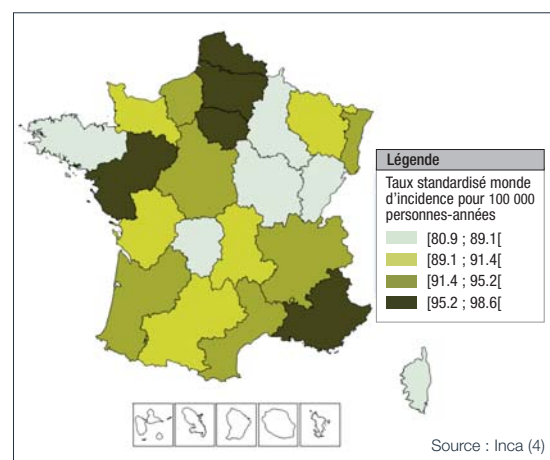 Légende
Taux standardisé monde
d'incidence pour 100 000
personnes-années
[80.9 ; 89.1[
[89.1 ; 91.4[
[91.4 ; 95.2[
[95.2 ; 98.6[
Source : Inca (4)